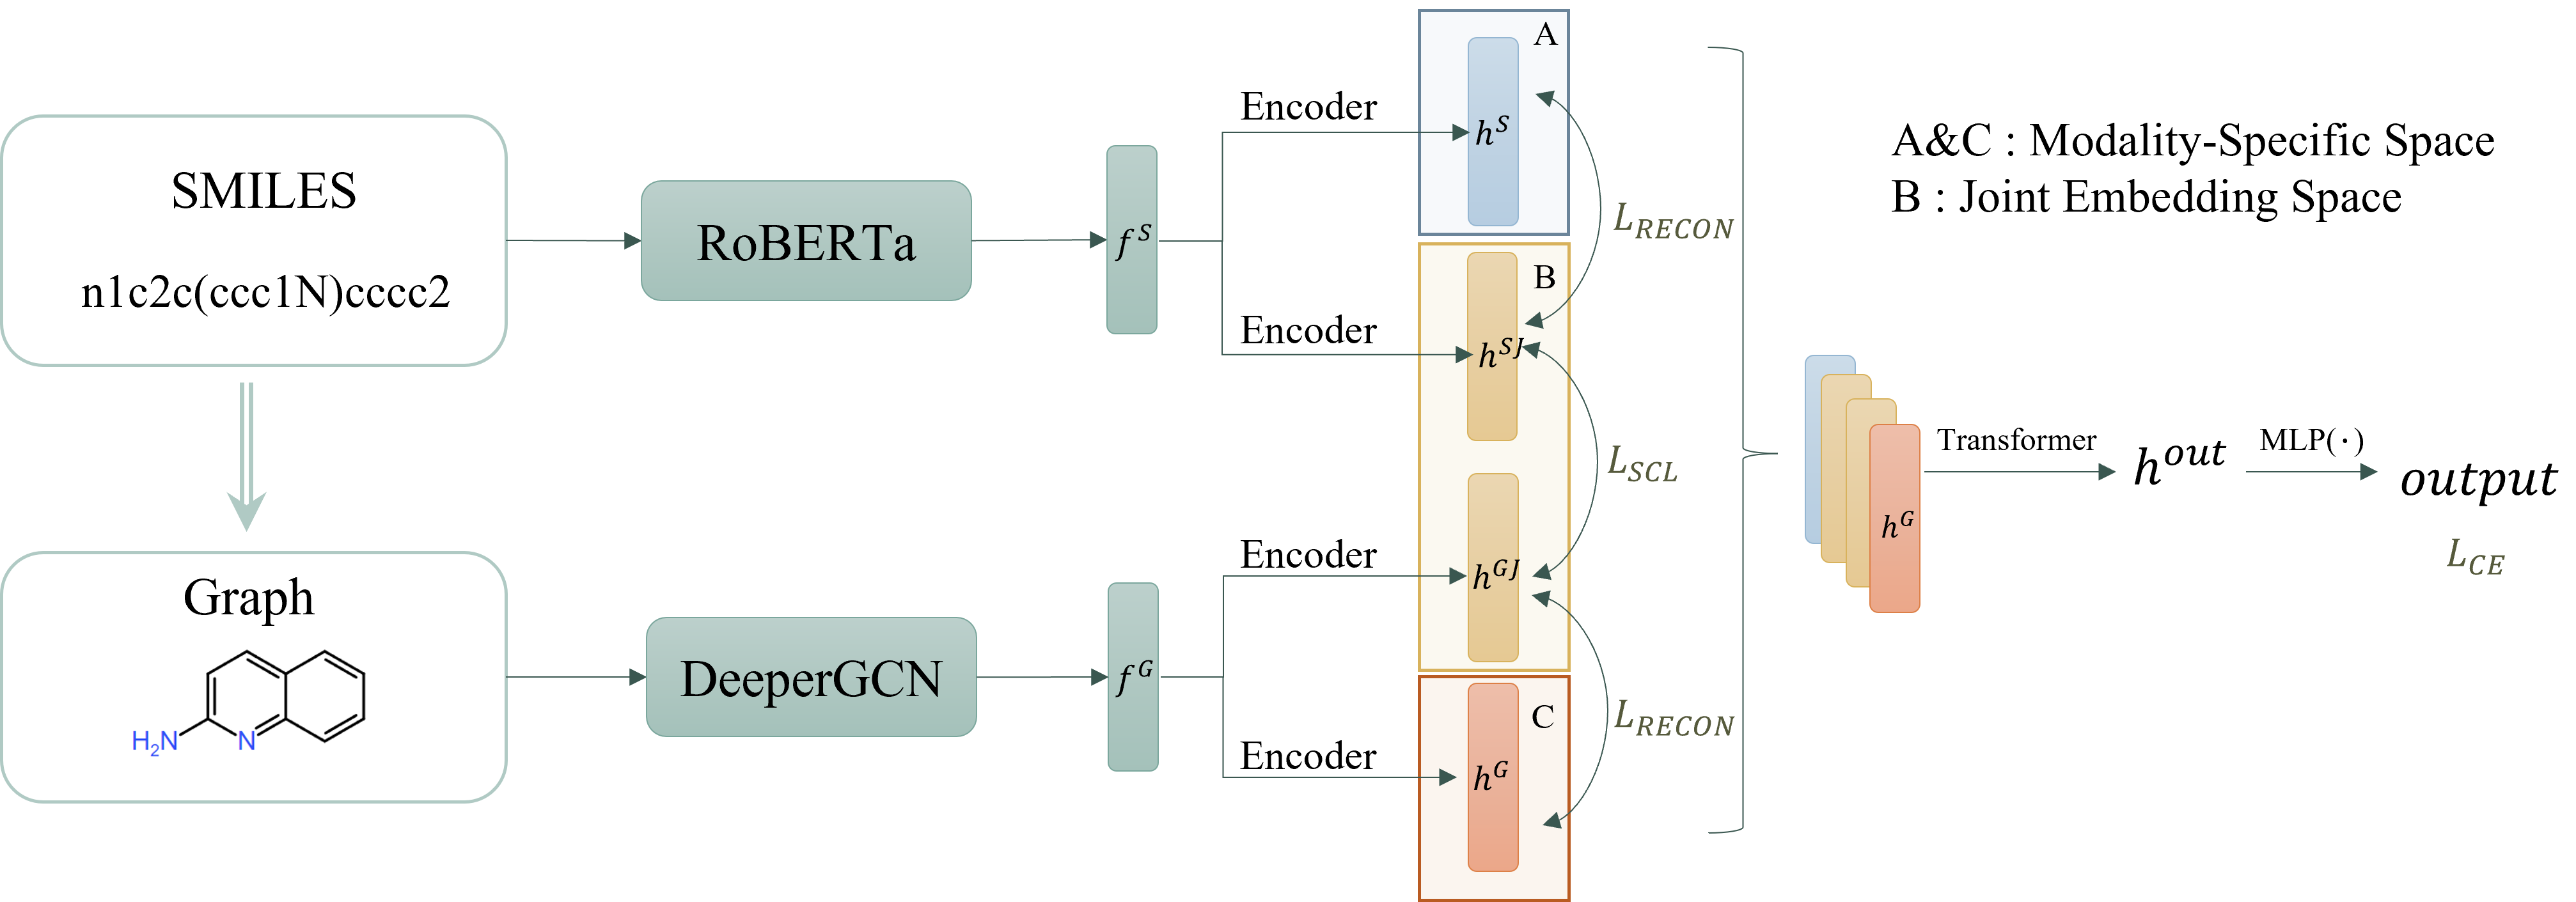 SMILES
n1c2c(ccc1N)cccc2
Graph
H₂N
N
RoBERTa
DeeperGCN
f^S
f^G
Encoder
Encoder
Encoder
Encoder
A
h^S
B
h^{SJ}
h^{GJ}
C
h^G
L_{RECON}
L_{SCL}
L_{RECON}
A&C : Modality-Specific Space
B : Joint Embedding Space
h^G
Transformer
h^{out}
MLP(·)
output
L_{CE}